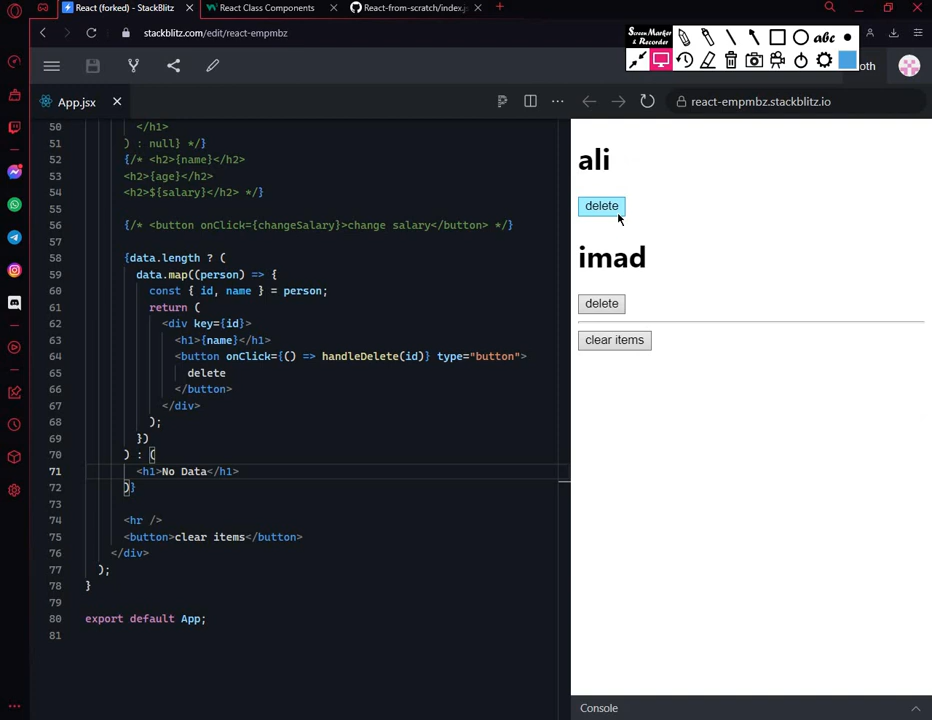 React (forked) - StackBlitz
React Class Components
React-from-scratch/index.js
stackblitz.com/edit/react-empmbz
Screen Marker
& Recorder
abc
oth
App.jsx
react-empmbz.stackblitz.io
50 </h1>
51 ) : null} */}
52 {/* <h2>{name}</h2>
53 <h2>{age}</h2>
54 <h2>${salary}</h2> */}
55
56 {/* <button onClick={changeSalary}>change salary</button> */}
57
58 {data.length ? (
59 data.map((person) => {
60 const { id, name } = person;
61 return (
62 <div key={id}>
63 <h1>{name}</h1>
64 <button onClick={() => handleDelete(id)} type="button">
65 delete
66 </button>
67 </div>
68 );
69 })
70 ) : (
71 <h1>No Data</h1>
72 )}
73
74 <hr />
75 <button>clear items</button>
76 </div>
77 );
78 }
79
80 export default App;
81
ali
delete
imad
delete
clear items
Console